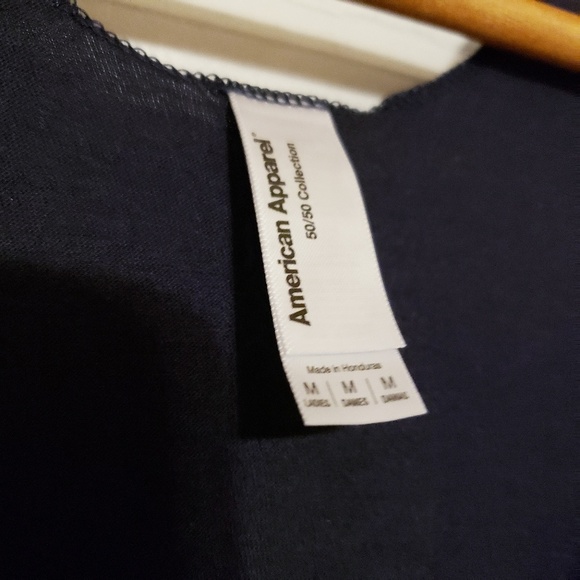 American Apparel®
50/50 Collection
Made in Honduras
M | M | M
LADIES | DAMES | DAMAS